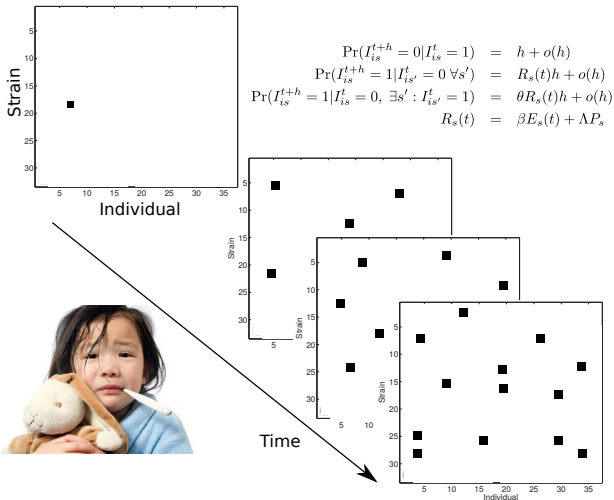 5
10
15
20
25
30
5 10 15 20 25 30 35
Strain
Individual
Pr(I_{is}^{t+h} = 0|I_{is}^{t} = 1) = h + o(h)
Pr(I_{is}^{t+h} = 1|I_{is'}^{t} = 0 ∀s') = R_s(t)h + o(h)
Pr(I_{is}^{t+h} = 1|I_{is}^{t} = 0, ∃s' : I_{is'}^{t} = 1) = θR_s(t)h + o(h)
R_s(t) = βE_s(t) + ΛP_s
5
10
15
20
25
30
5
Strain
5
10
15
20
25
30
5 10
Strain
5
10
15
20
25
30
5 10 15 20 25 30 35
Strain
Individual
Time